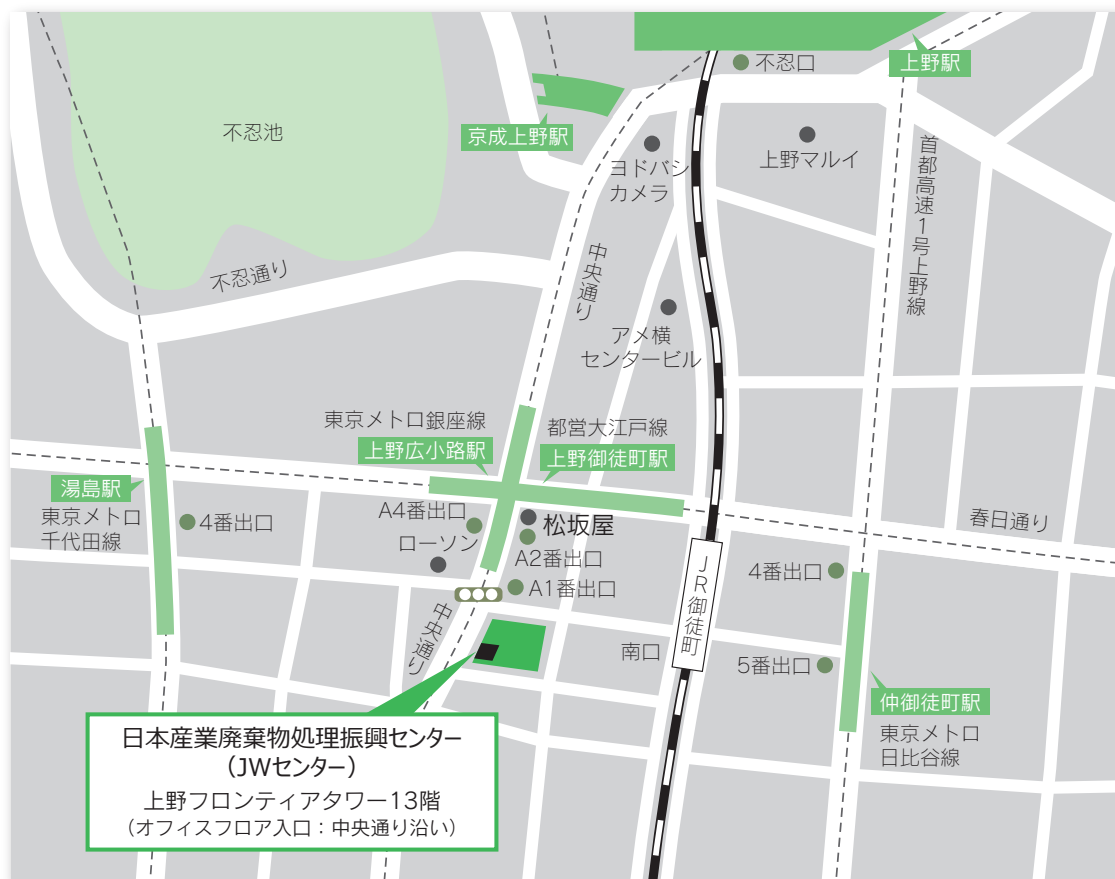 不忍口
上野駅
不忍池
京成上野駅
ヨドバシ
カメラ
上野マルイ
首都高速1号上野線
不忍通り
中央通り
アメ横
センタービル
東京メトロ銀座線
上野広小路駅
都営大江戸線
上野御徒町駅
湯島駅
東京メトロ
千代田線
4番出口
A4番出口
ローソン
松坂屋
A2番出口
A1番出口
春日通り
JR御徒町
4番出口
中央通り
南口
5番出口
仲御徒町駅
東京メトロ
日比谷線
日本産業廃棄物処理振興センター
（JWセンター）
上野フロンティアタワー13階
（オフィスフロア入口：中央通り沿い）